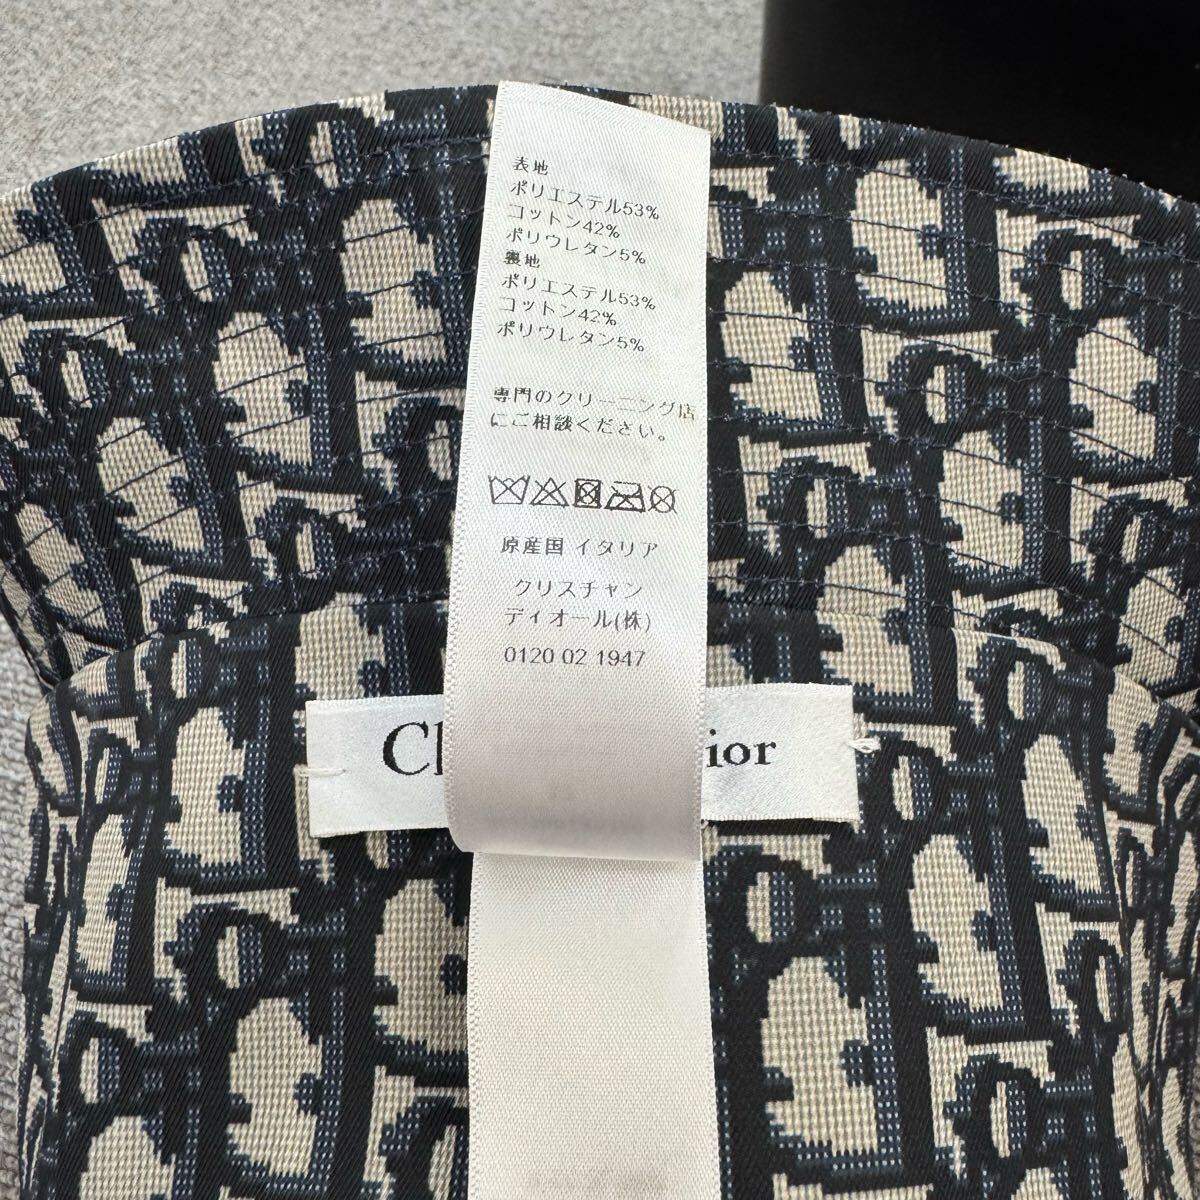 表地
ポリエステル53%
コットン42%
ポリウレタン5%
裏地
ポリエステル53%
コットン42%
ポリウレタン5%
専門のクリーニング店
にご相談ください。
原産国 イタリア
クリスチャン
ディオール(株)
0120 02 1947